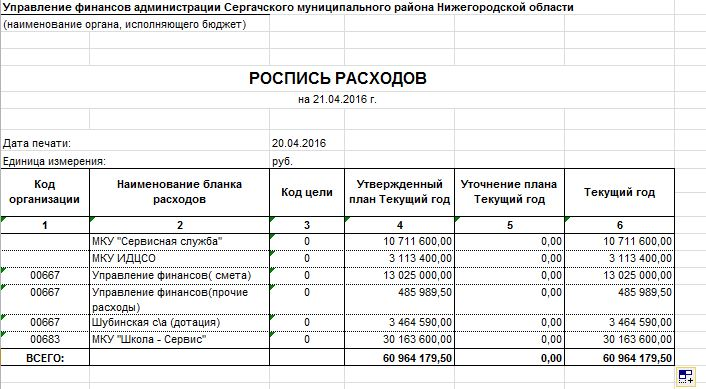 Управление финансов администрации Сергачского муниципального района Нижегородской области
(наименование органа, исполняющего бюджет)
РОСПИСЬ РАСХОДОВ
на 21.04.2016 г.
Дата печати: 20.04.2016
Единица измерения: руб.
Код организации Наименование бланка расходов Код цели Утвержденный план Текущий год Уточнение плана Текущий год Текущий год
1 2 3 4 5 6
МКУ "Сервисная служба" 0 10 711 600,00 0,00 10 711 600,00
МКУ ИДЦСО 0 3 113 400,00 0,00 3 113 400,00
00667 Управление финансов( смета) 0 13 025 000,00 0,00 13 025 000,00
00667 Управление финансов(прочие расходы) 0 485 989,50 0,00 485 989,50
00667 Шубинская с\а (дотация) 0 3 464 590,00 0,00 3 464 590,00
00683 МКУ "Школа - Сервис" 0 30 163 600,00 0,00 30 163 600,00
ВСЕГО: 60 964 179,50 0,00 60 964 179,50